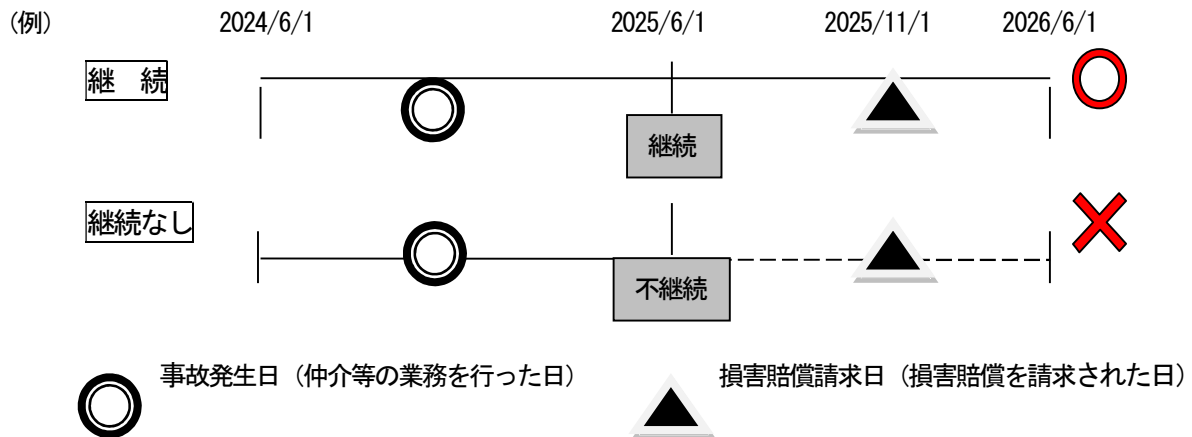 (例) 2024/6/1 2025/6/1 2025/11/1 2026/6/1
継　続
継続
継続なし
不継続
事故発生日（仲介等の業務を行った日） 損害賠償請求日（損害賠償を請求された日）